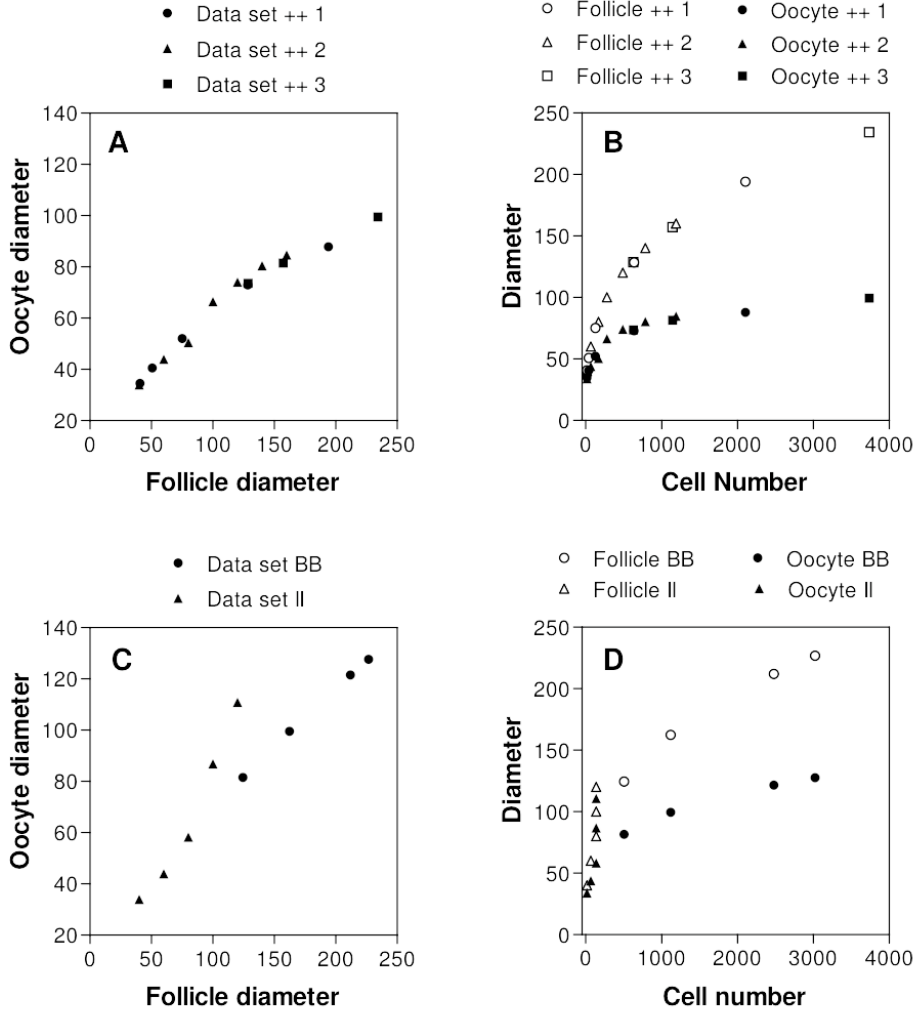 Data set ++ 1
Data set ++ 2
Data set ++ 3
140
120
100
80
60
40
20
0 50 100 150 200 250
A
Oocyte diameter
Follicle diameter
Follicle ++ 1 Oocyte ++ 1
Follicle ++ 2 Oocyte ++ 2
Follicle ++ 3 Oocyte ++ 3
250
200
150
100
50
0
0 1000 2000 3000 4000
B
Diameter
Cell Number
Data set BB
Data set II
140
120
100
80
60
40
20
0 50 100 150 200 250
C
Oocyte diameter
Follicle diameter
Follicle BB Oocyte BB
Follicle II Oocyte II
250
200
150
100
50
0
0 1000 2000 3000 4000
D
Diameter
Cell number